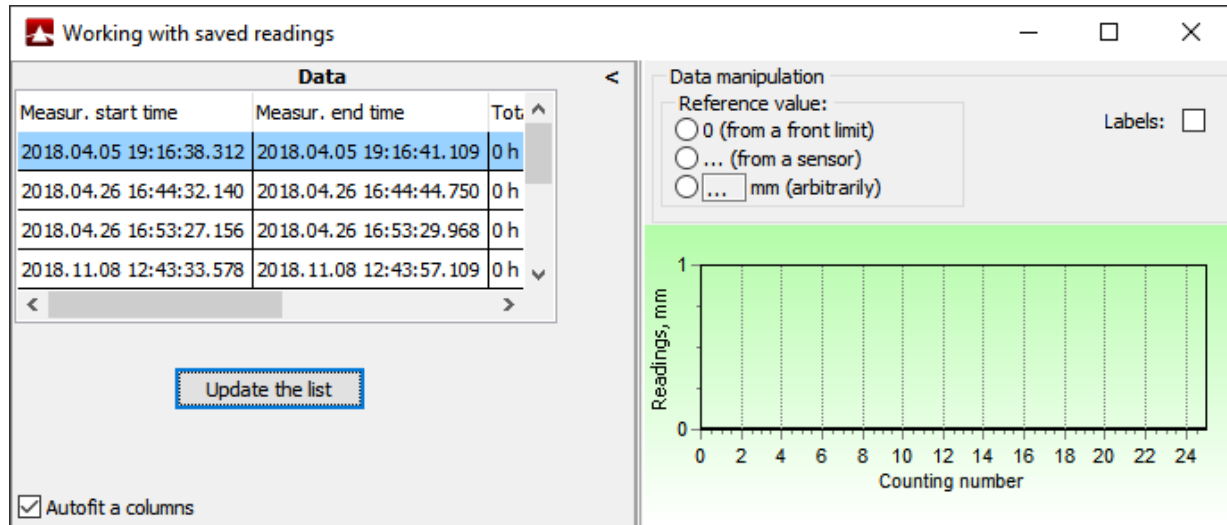 Working with saved readings
Data <
Measur. start time Measur. end time Tot
2018.04.05 19:16:38.312 2018.04.05 19:16:41.109 0 h
2018.04.26 16:44:32.140 2018.04.26 16:44:44.750 0 h
2018.04.26 16:53:27.156 2018.04.26 16:53:29.968 0 h
2018.11.08 12:43:33.578 2018.11.08 12:43:57.109 0 h
Update the list
Autofit a columns
Data manipulation
Reference value:
0 (from a front limit)
... (from a sensor)
... mm (arbitrarily)
Labels:
1
Readings, mm
0
0 2 4 6 8 10 12 14 16 18 20 22 24
Counting number